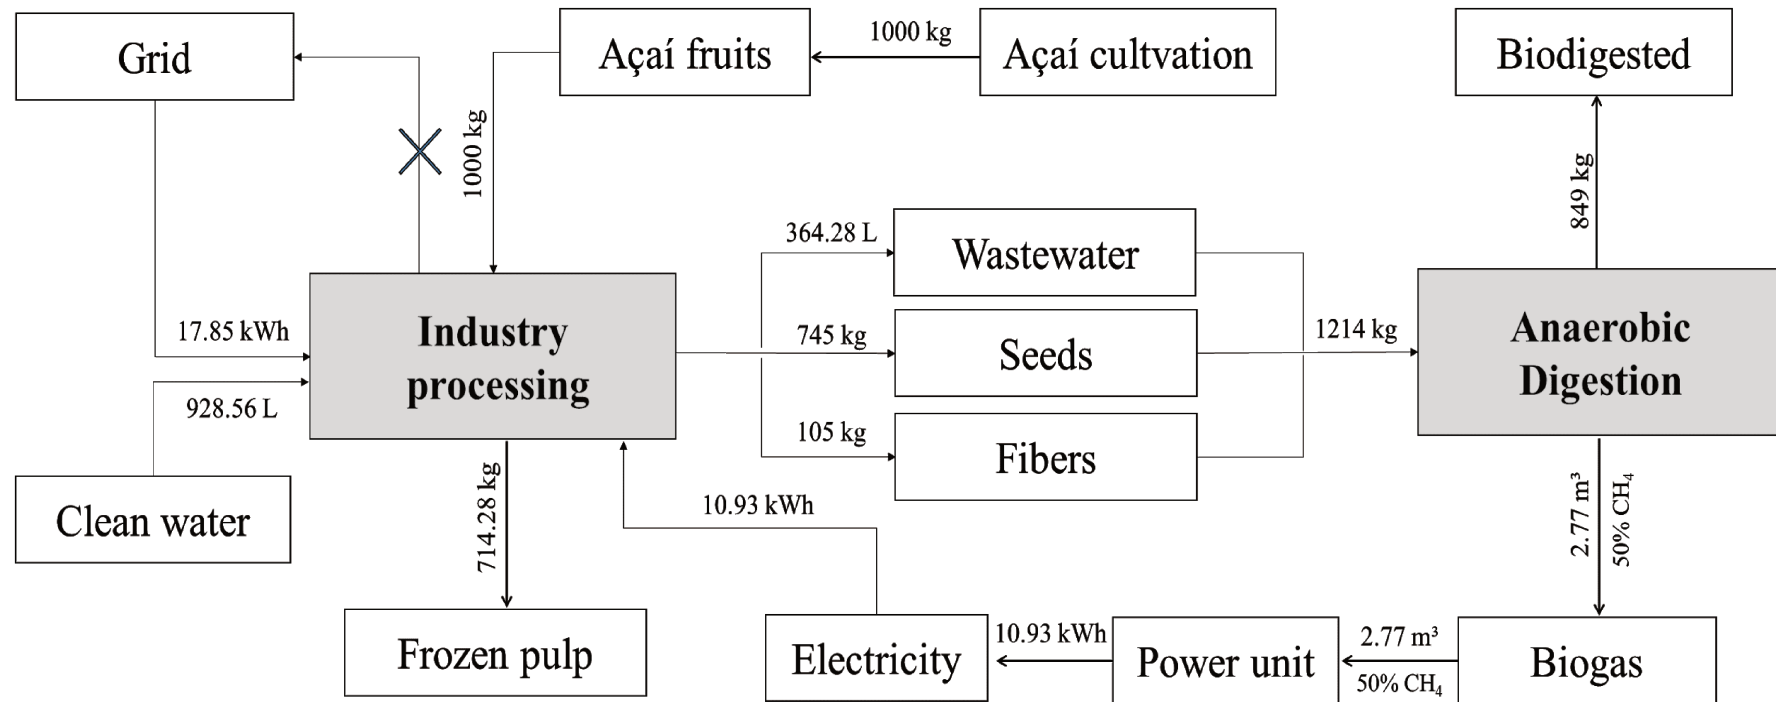 Grid
Açaí fruits
1000 kg
Açaí cultvation
Biodigested
1000 kg
849 kg
364.28 L
Wastewater
17.85 kWh
Industry
processing
745 kg
Seeds
1214 kg
Anaerobic
Digestion
928.56 L
105 kg
Fibers
Clean water
714.28 kg
10.93 kWh
2.77 m³
50% CH₄
Frozen pulp
Electricity
10.93 kWh
Power unit
2.77 m³
50% CH₄
Biogas